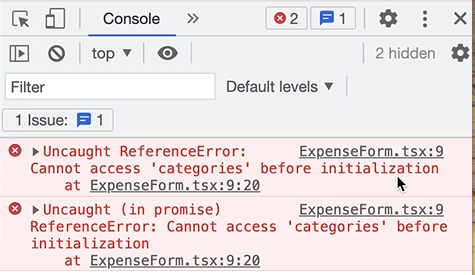 Console 2 1
top 2 hidden
Filter Default levels
1 Issue: 1
Uncaught ReferenceError: ExpenseForm.tsx:9
Cannot access 'categories' before initialization
at ExpenseForm.tsx:9:20
Uncaught (in promise) ExpenseForm.tsx:9
ReferenceError: Cannot access 'categories' before
initialization
at ExpenseForm.tsx:9:20